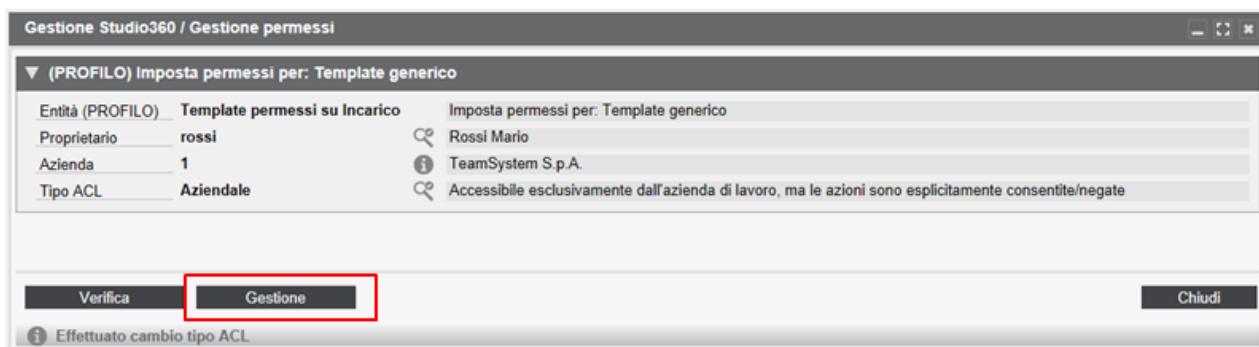 Gestione Studio360 / Gestione permessi
(PROFILO) Imposta permessi per: Template generico
Entità (PROFILO) Template permessi su Incarico Imposta permessi per: Template generico
Proprietario rossi Rossi Mario
Azienda 1 TeamSystem S.p.A.
Tipo ACL Aziendale Accessibile esclusivamente dall'azienda di lavoro, ma le azioni sono esplicitamente consentite/negate
Verifica Gestione Chiudi
Effettuato cambio tipo ACL